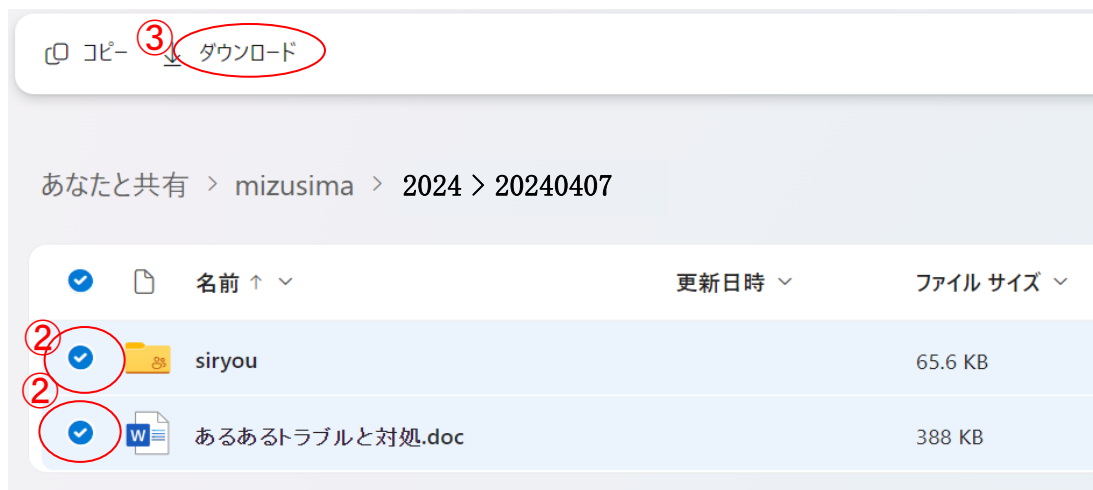 コピー ③ ダウンロード
あなたと共有 > mizusima > 2024 > 20240407
名前 ↑ 更新日時 ファイル サイズ
② siryou 65.6 KB
② W あるあるトラブルと対処.doc 388 KB